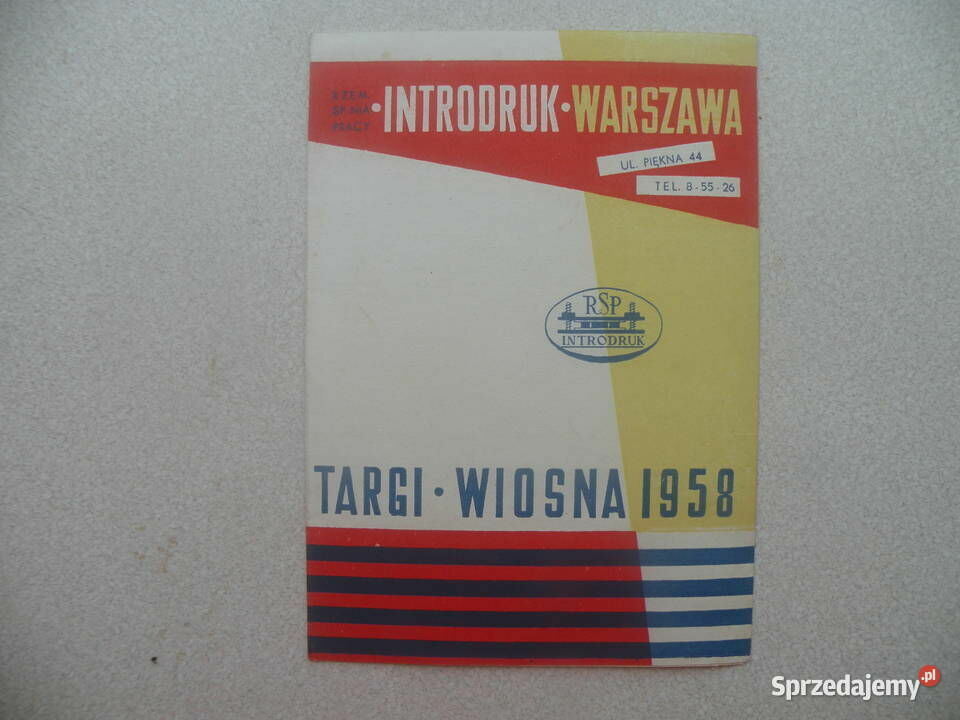 RZEM.
SP-NIA
PRACY
•INTRODRUK•WARSZAWA
UL. PIĘKNA 44
TEL. 8-55-26
RSP
INTRODRUK
TARGI • WIOSNA 1958
Sprzedajemy.pl